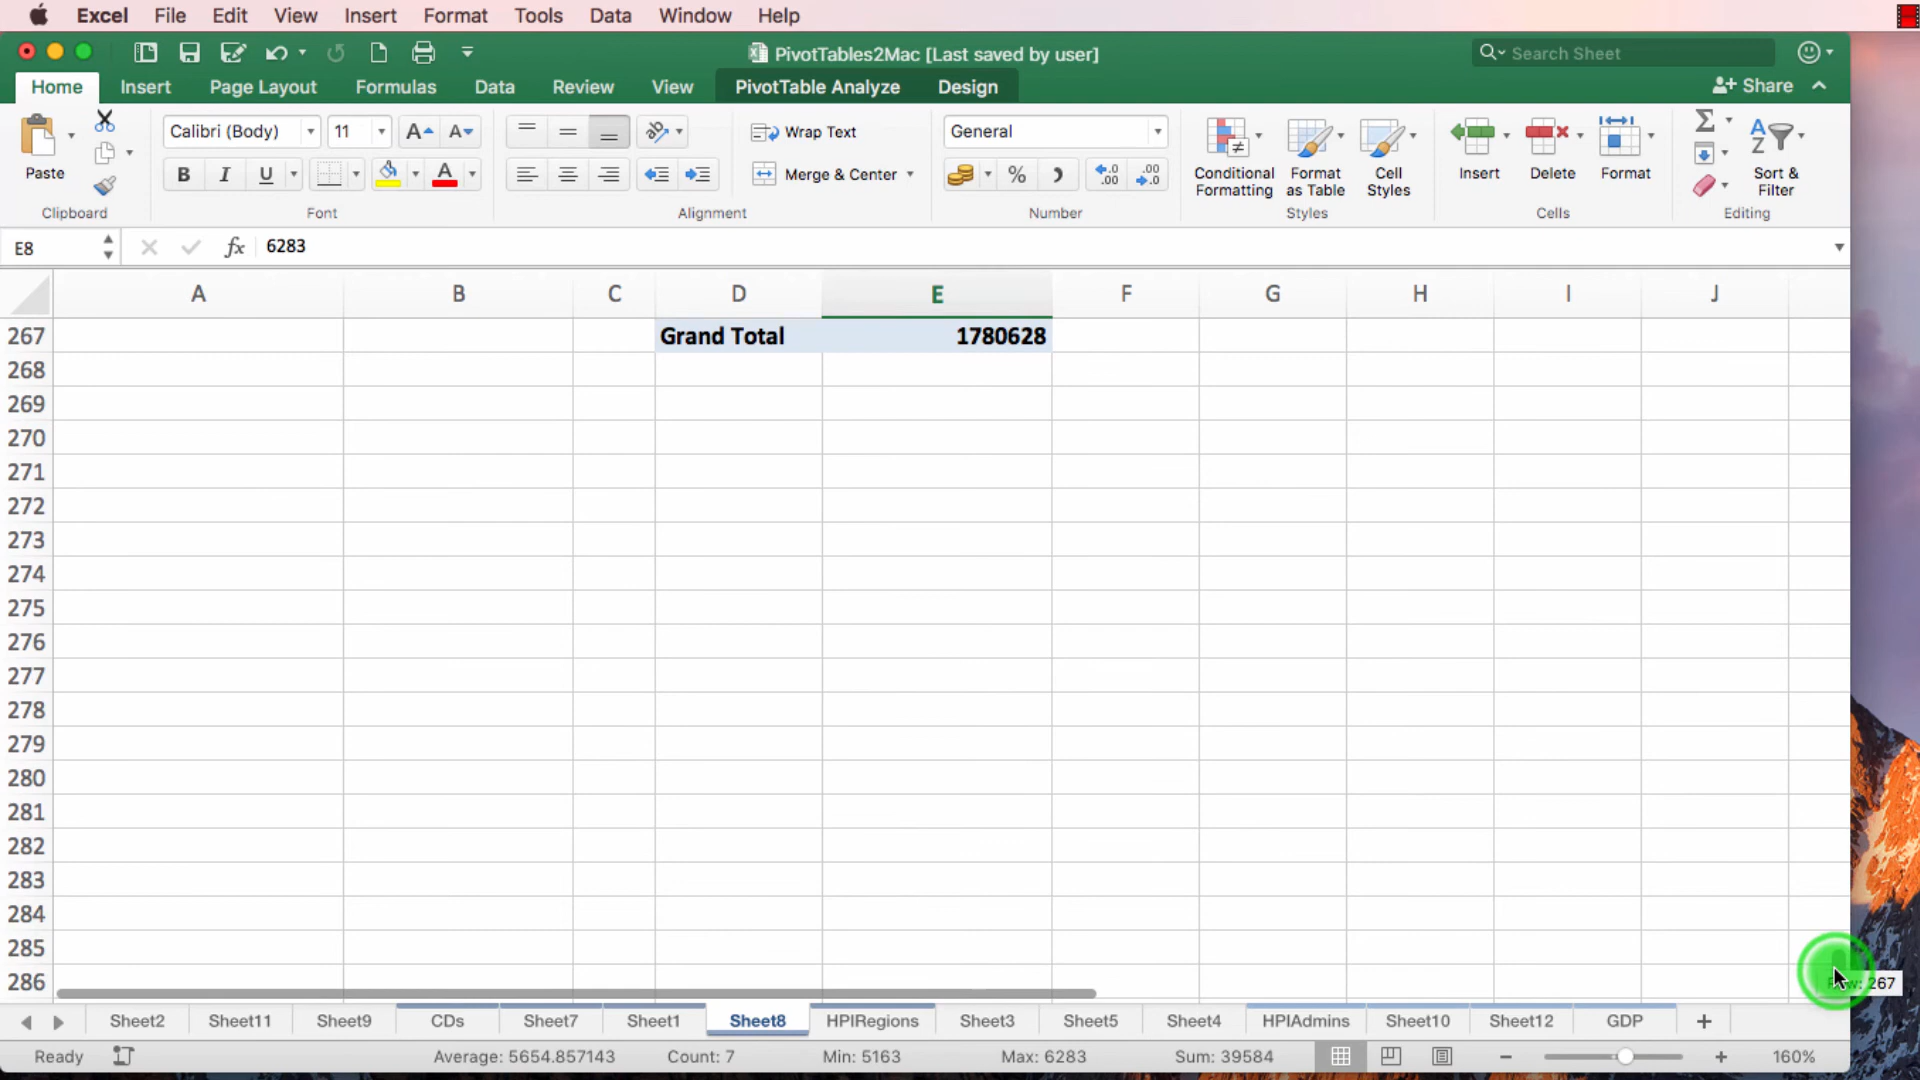 Excel File Edit View Insert Format Tools Data Window Help
PivotTables2Mac [Last saved by user]
Search Sheet
Home Insert Page Layout Formulas Data Review View PivotTable Analyze Design
Share
Paste
Calibri (Body) 11
Wrap Text
General
B I U
Merge & Center
Conditional Formatting
Format as Table
Cell Styles
Insert
Delete
Format
Sort & Filter
Clipboard Font Alignment Number Styles Cells Editing
E8 fx 6283
A B C D E F G H I J
267 Grand Total 1780628
268
269
270
271
272
273
274
275
276
277
278
279
280
281
282
283
284
285
286
267
Sheet2 Sheet11 Sheet9 CDs Sheet7 Sheet1 Sheet8 HPIRegions Sheet3 Sheet5 Sheet4 HPIAdmins Sheet10 Sheet12 GDP
Ready Average: 5654.857143 Count: 7 Min: 5163 Max: 6283 Sum: 39584 160%